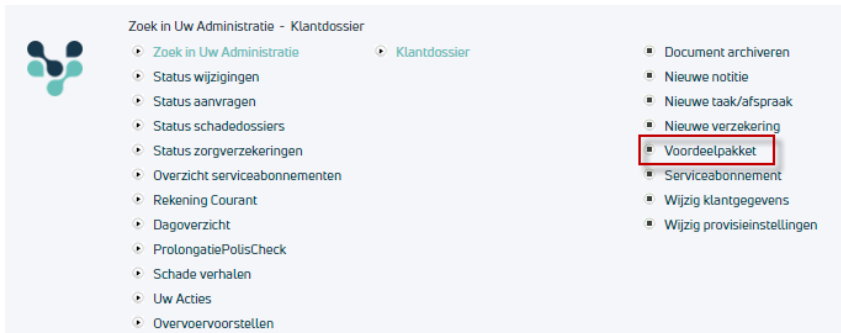 Zoek in Uw Administratie - Klantdossier
Zoek in Uw Administratie
Status wijzigingen
Status aanvragen
Status schadedossiers
Status zorgverzekeringen
Overzicht serviceabonnementen
Rekening Courant
Dagoverzicht
ProlongatiePolisCheck
Schade verhalen
Uw Acties
Overvoervoorstellen
Klantdossier
Document archiveren
Nieuwe notitie
Nieuwe taak/afspraak
Nieuwe verzekering
Voordeelpakket
Serviceabonnement
Wijzig klantgegevens
Wijzig provisieinstellingen